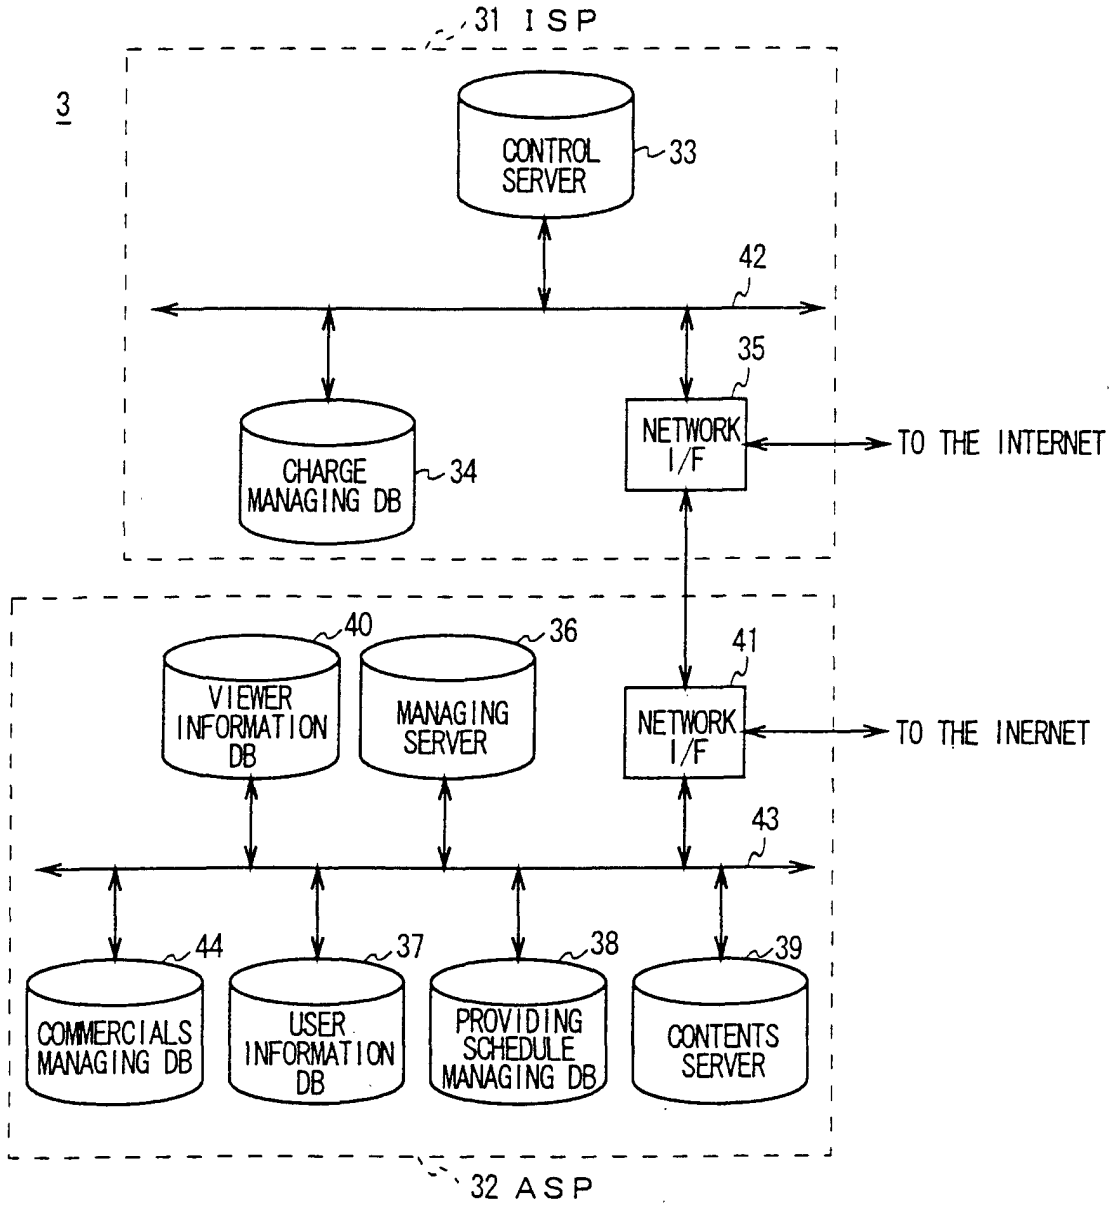 31 ISP
3
CONTROL
SERVER
33
42
35
NETWORK
I/F
TO THE INTERNET
CHARGE
MANAGING DB
34
40
36
41
VIEWER
INFORMATION
DB
MANAGING
SERVER
NETWORK
I/F
TO THE INERNET
43
44
37
38
39
COMMERCIALS
MANAGING DB
USER
INFORMATION
DB
PROVIDING
SCHEDULE
MANAGING DB
CONTENTS
SERVER
32 ASP